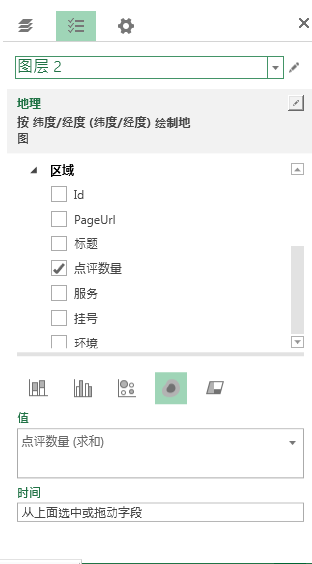 图层 2
地理
按 纬度/经度 (纬度/经度) 绘制地
图
区域
Id
PageUrl
标题
点评数量
服务
挂号
环境
值
点评数量 (求和)
时间
从上面选中或拖动字段